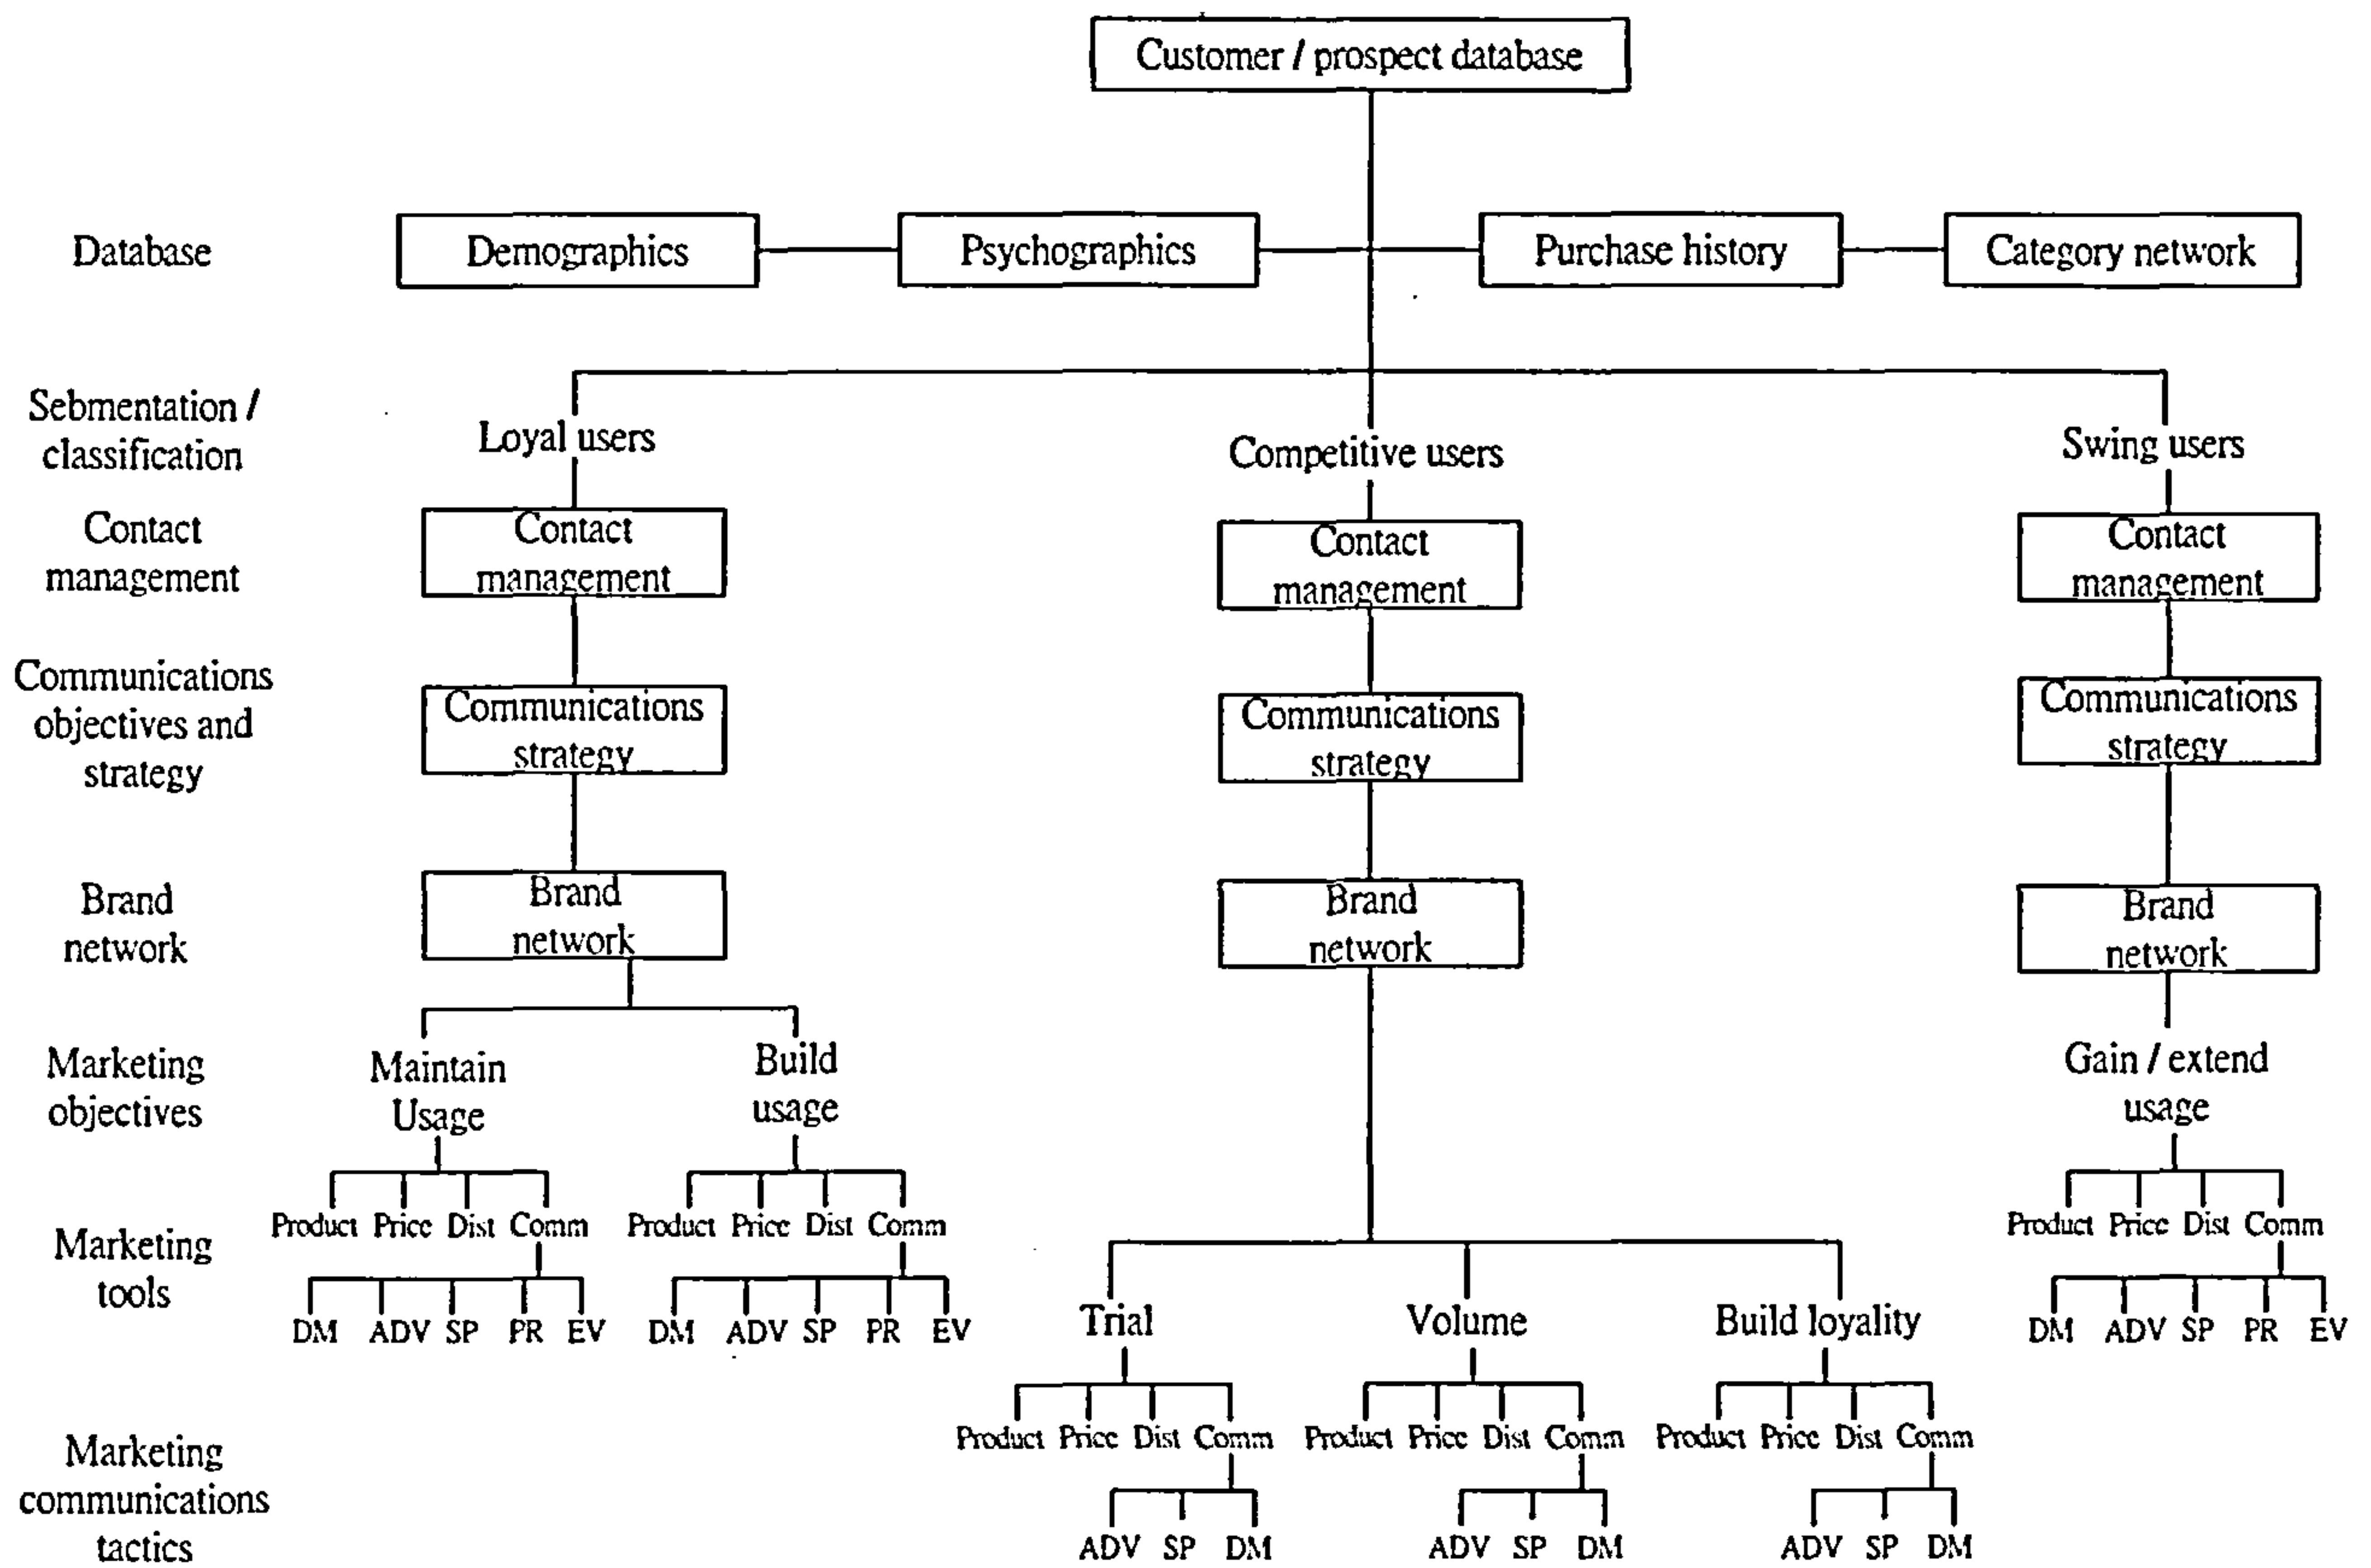 Customer / prospect database
Database
Demographics
Psychographics
Purchase history
Category network
Sebmentation /
classification
Loyal users
Competitive users
Swing users
Contact
management
Contact
management
Contact
management
Contact
management
Communications
objectives and
strategy
Communications
strategy
Communications
strategy
Communications
strategy
Brand
network
Brand
network
Brand
network
Brand
network
Marketing
objectives
Maintain
Usage
Build
usage
Gain / extend
usage
Marketing
tools
Product Price Dist Comm
DM ADV SP PR EV
Product Price Dist Comm
DM ADV SP PR EV
Product Price Dist Comm
DM ADV SP PR EV
Trial
Volume
Build loyality
Marketing
communications
tactics
Product Price Dist Comm
ADV SP DM
Product Price Dist Comm
ADV SP DM
Product Price Dist Comm
ADV SP DM